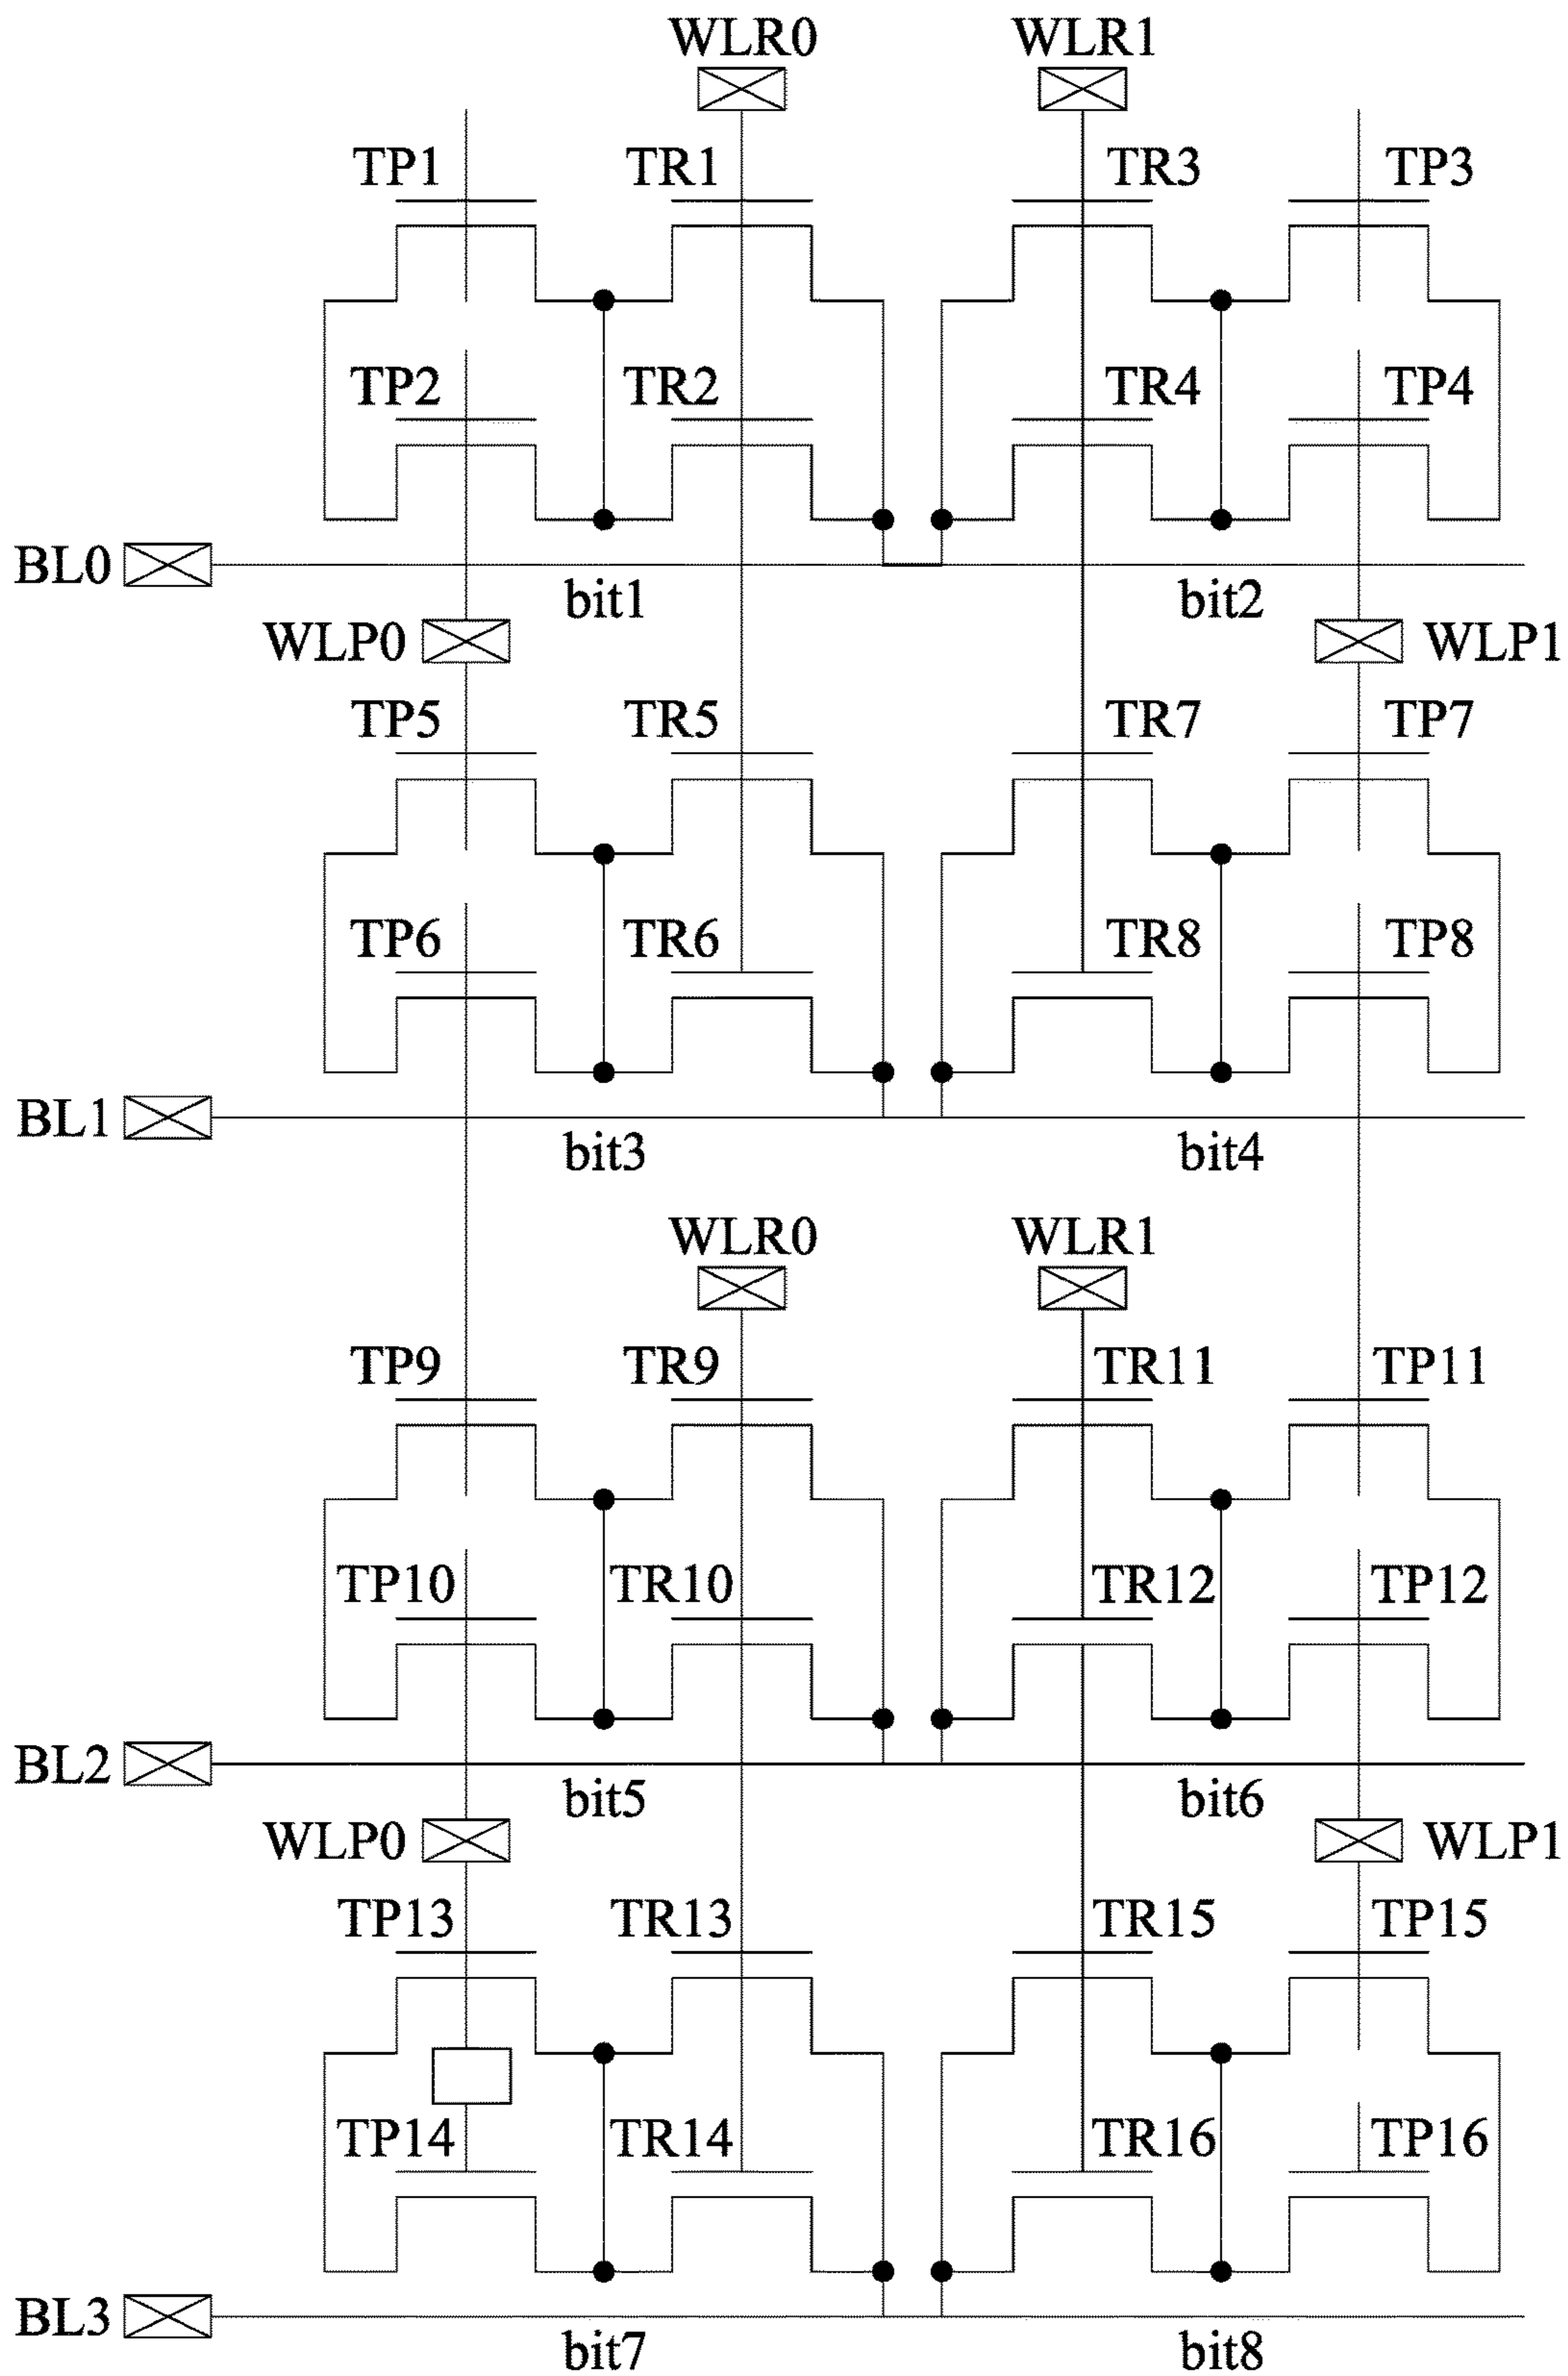 WLR0 WLR1
TP1 TR1 TR3 TP3
TP2 TR2 TR4 TP4
BL0
bit1 bit2
WLP0 WLP1
TP5 TR5 TR7 TP7
TP6 TR6 TR8 TP8
BL1
bit3 bit4
WLR0 WLR1
TP9 TR9 TR11 TP11
TP10 TR10 TR12 TP12
BL2
bit5 bit6
WLP0 WLP1
TP13 TR13 TR15 TP15
TP14 TR14 TR16 TP16
BL3
bit7 bit8